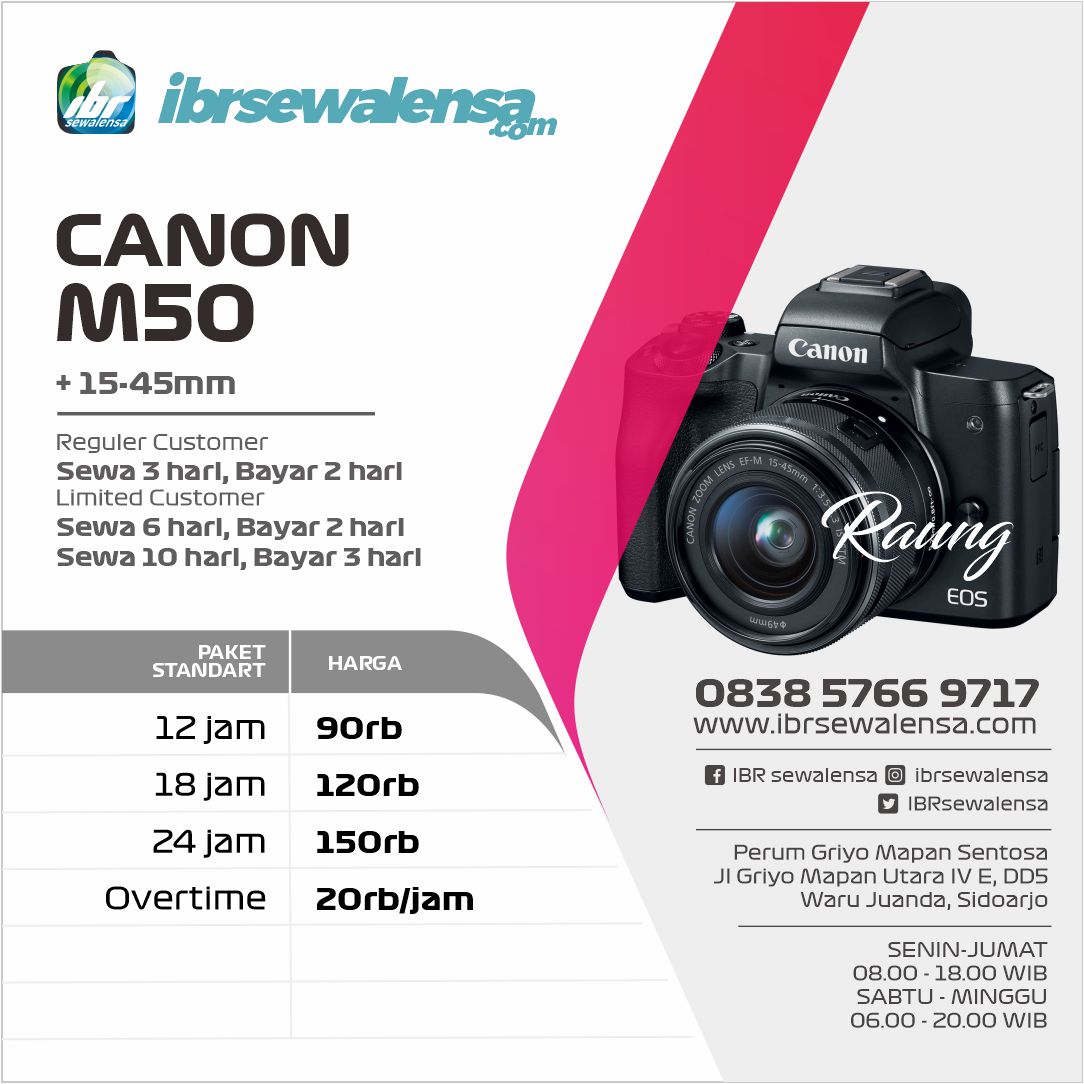 ibr
sewalensa
ibrsewalensa
.com
CANON
M50
+ 15-45mm
Reguler Customer
Sewa 3 hari, Bayar 2 hari
Limited Customer
Sewa 6 hari, Bayar 2 hari
Sewa 10 hari, Bayar 3 hari
PAKET STANDART HARGA
12 jam 90rb
18 jam 120rb
24 jam 150rb
Overtime 20rb/jam
Canon
Canon
CANON ZOOM LENS EF-M 15-45mm
Φ49mm
Raung
EOS
0838 5766 9717
www.ibrsewalensa.com
IBR sewalensa ibrsewalensa
IBRsewalensa
Perum Griyo Mapan Sentosa
Jl Griyo Mapan Utara IV E, DD5
Waru Juanda, Sidoarjo
SENIN-JUMAT
08.00 - 18.00 WIB
SABTU - MINGGU
06.00 - 20.00 WIB